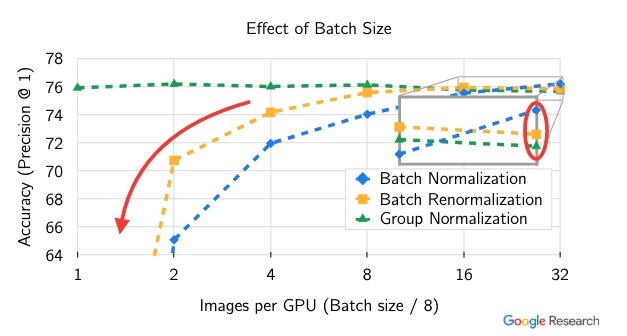 Effect of Batch Size
Accuracy (Precision @ 1)
78
76
74
72
70
68
66
64
Batch Normalization
Batch Renormalization
Group Normalization
1 2 4 8 16 32
Images per GPU (Batch size / 8)
Google Research